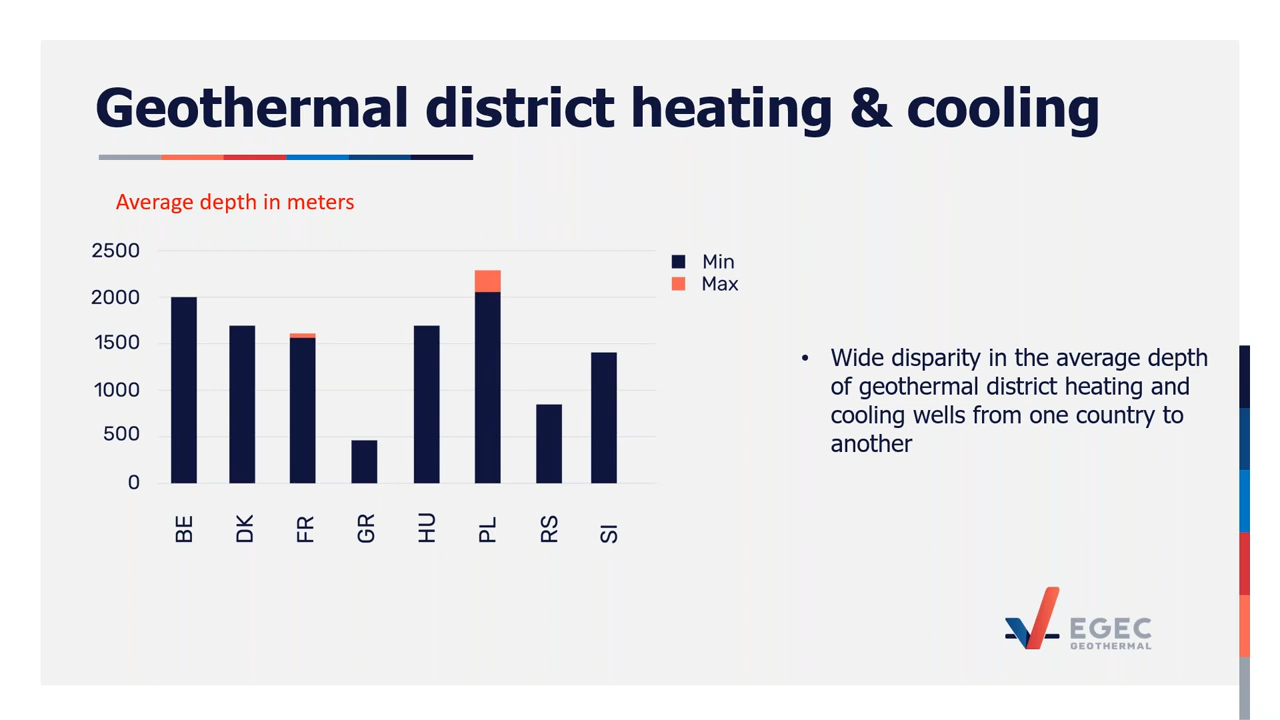 Geothermal district heating & cooling
Average depth in meters
2500
2000
1500
1000
500
0
BE
DK
FR
GR
HU
PL
RS
SI
Min
Max
• Wide disparity in the average depth
of geothermal district heating and
cooling wells from one country to
another
EGEC
GEOTHERMAL